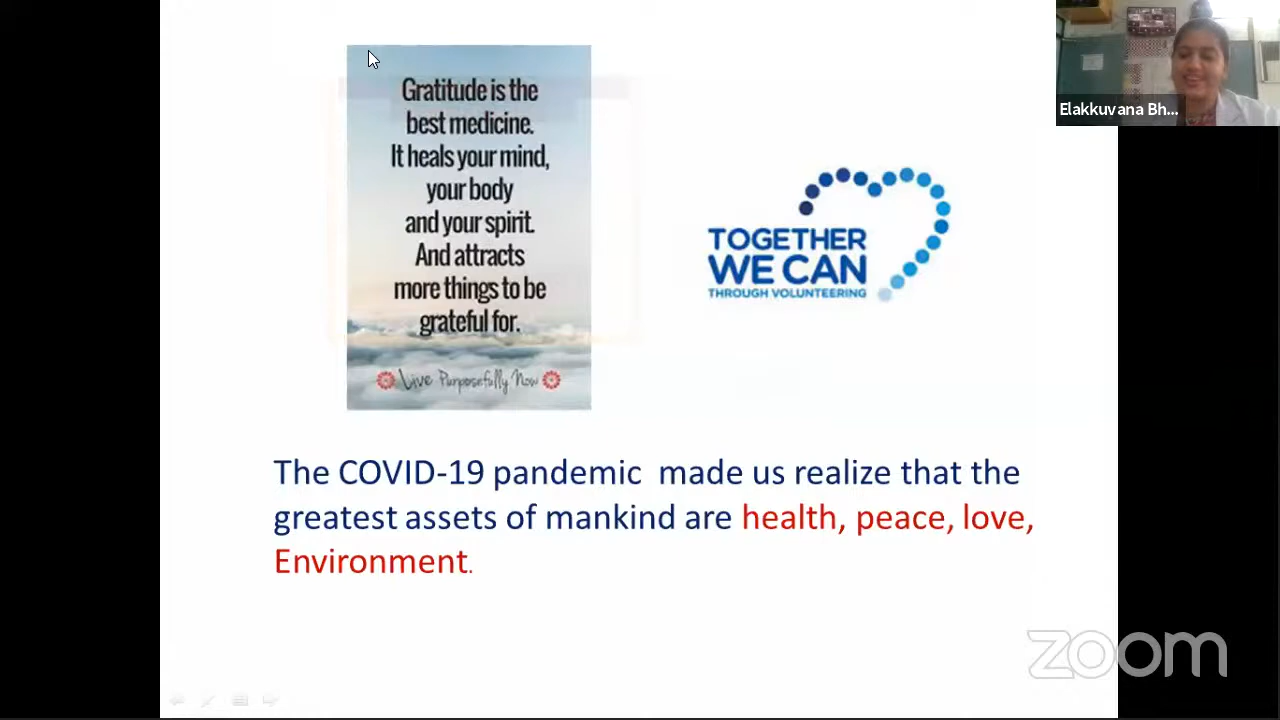 Gratitude is the
best medicine.
It heals your mind,
your body
and your spirit.
And attracts
more things to be
grateful for.
Live Purposefully Now
TOGETHER
WE CAN
THROUGH VOLUNTEERING
Elakkuvana Bh...
The COVID-19 pandemic  made us realize that the
greatest assets of mankind are health, peace, love,
Environment.
zoom